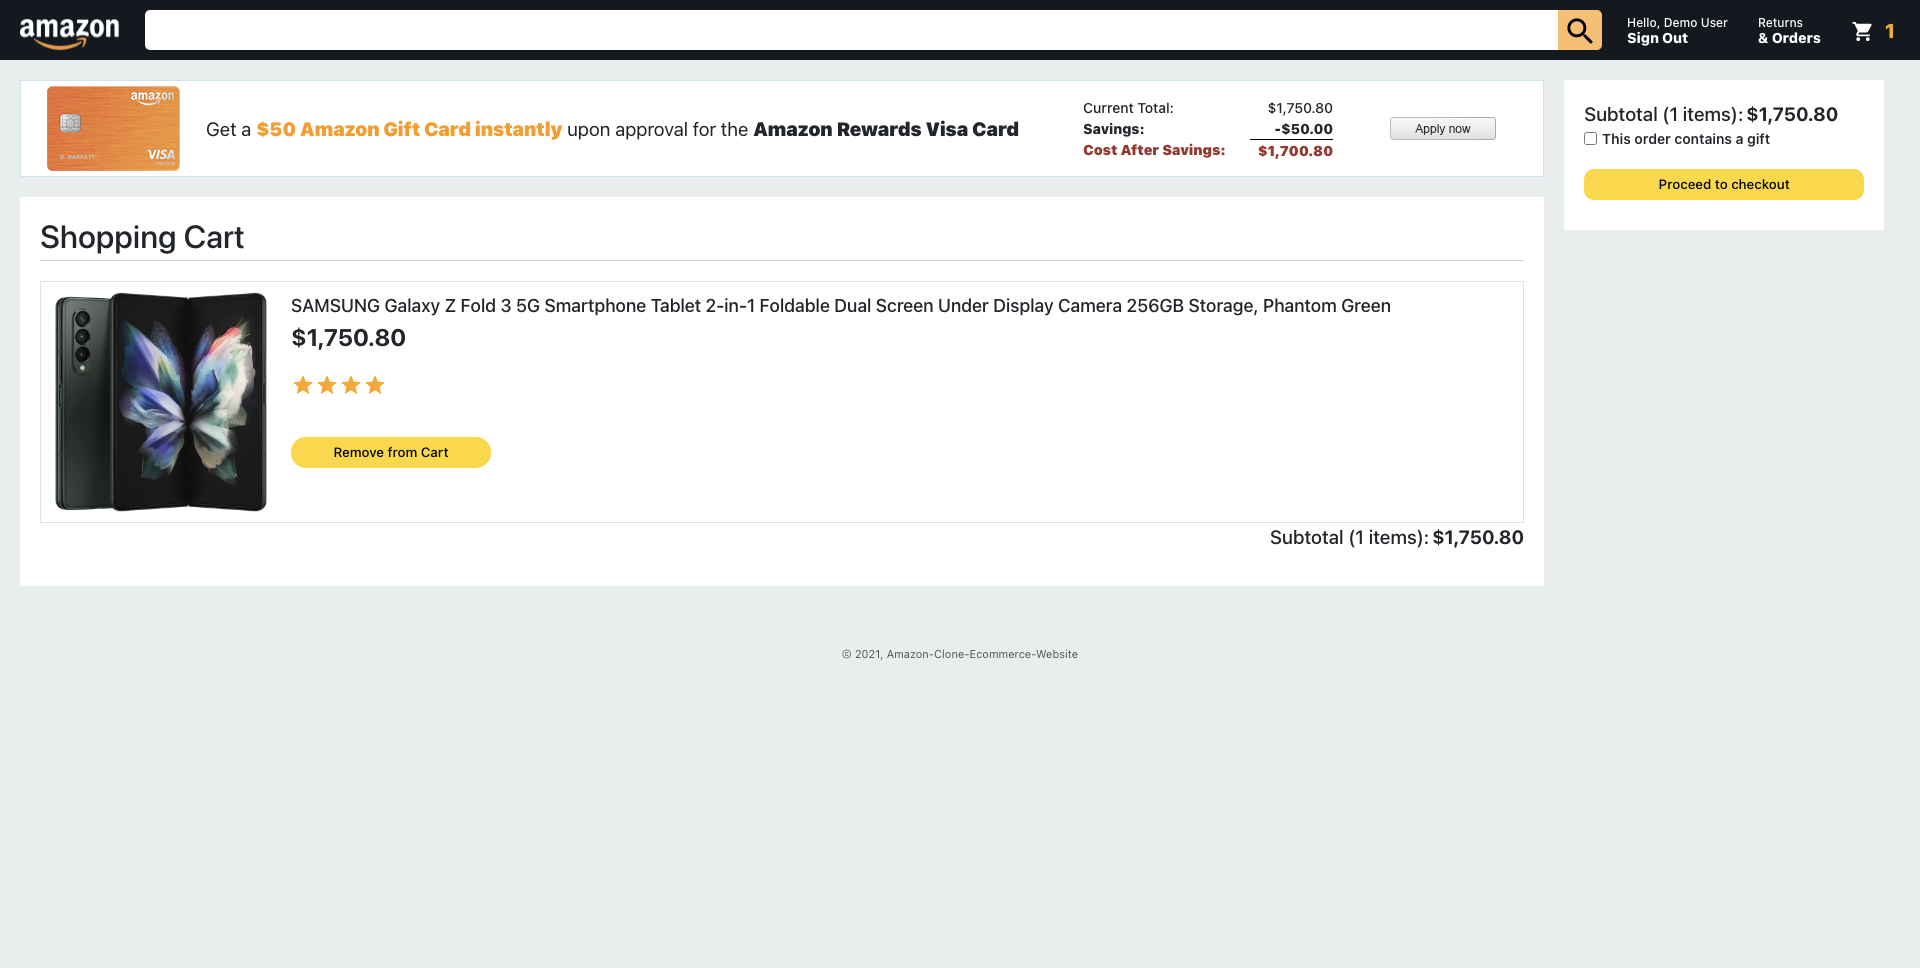 amazon
Hello, Demo User
Sign Out
Returns
& Orders
1
amazon
D. BARRETT
VISA
Get a $50 Amazon Gift Card instantly upon approval for the Amazon Rewards Visa Card
Current Total: $1,750.80
Savings: -$50.00
Cost After Savings: $1,700.80
Apply now
Subtotal (1 items): $1,750.80
This order contains a gift
Proceed to checkout
Shopping Cart
SAMSUNG Galaxy Z Fold 3 5G Smartphone Tablet 2-in-1 Foldable Dual Screen Under Display Camera 256GB Storage, Phantom Green
$1,750.80
Remove from Cart
Subtotal (1 items): $1,750.80
© 2021, Amazon-Clone-Ecommerce-Website